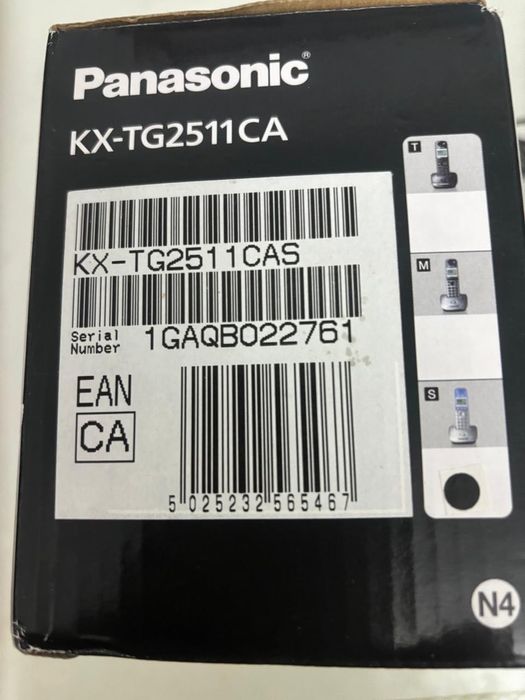 Panasonic®
KX-TG2511CA
T
KX-TG2511CAS
M
Serial
Number
1GAQB022761
EAN
CA
S
5 025232 565467
N4